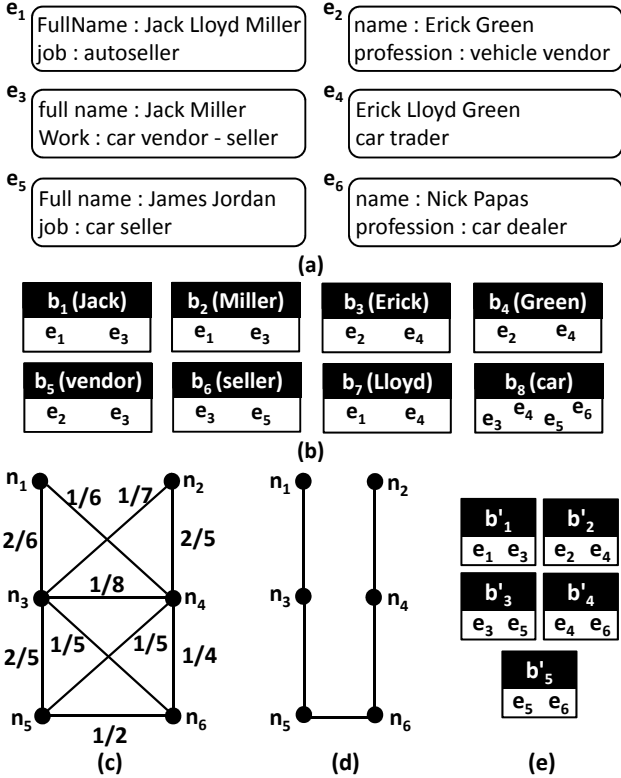 e1
FullName : Jack Lloyd Miller
job : autoseller
e2
name : Erick Green
profession : vehicle vendor
e3
full name : Jack Miller
Work : car vendor - seller
e4
Erick Lloyd Green
car trader
e5
Full name : James Jordan
job : car seller
e6
name : Nick Papas
profession : car dealer
(a)
b1 (Jack)
e1 e3
b2 (Miller)
e1 e3
b3 (Erick)
e2 e4
b4 (Green)
e2 e4
b5 (vendor)
e2 e3
b6 (seller)
e3 e5
b7 (Lloyd)
e1 e4
b8 (car)
e3 e4 e5 e6
(b)
n1 n2
1/6 1/7
2/6 2/5
n3 1/8 n4
2/5 1/5 1/5 1/4
n5 n6
1/2
(c)
n1 n2
n3 n4
n5 n6
(d)
b'1
e1 e3
b'2
e2 e4
b'3
e3 e5
b'4
e4 e6
b'5
e5 e6
(e)